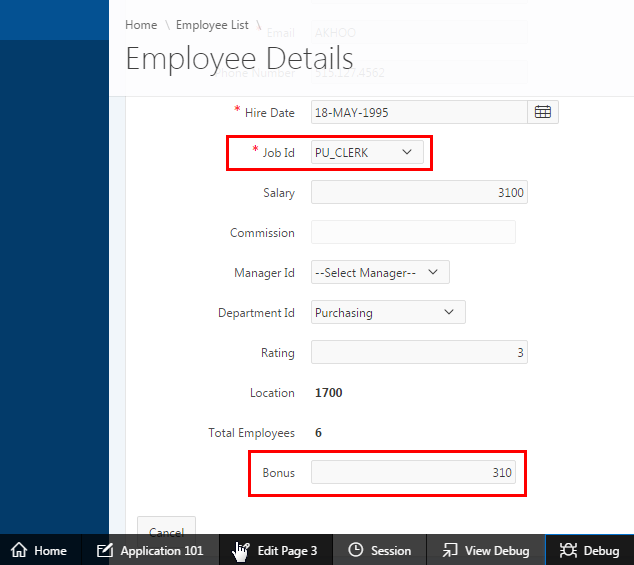 Home \ Employee List \
Employee Details
Email AKHOO
Phone Number 515.127.4562
* Hire Date 18-MAY-1995
* Job Id PU_CLERK
Salary 3100
Commission
Manager Id --Select Manager--
Department Id Purchasing
Rating 3
Location 1700
Total Employees 6
Bonus 310
Cancel
Home Application 101 Edit Page 3 Session View Debug Debug